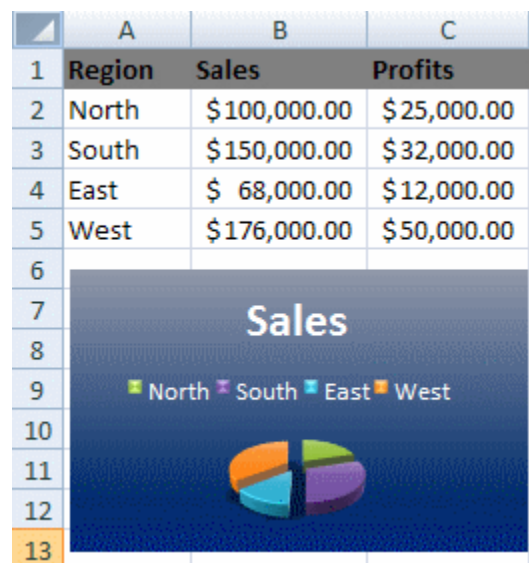 A B C
1 Region Sales Profits
2 North $100,000.00 $25,000.00
3 South $150,000.00 $32,000.00
4 East $ 68,000.00 $12,000.00
5 West $176,000.00 $50,000.00
6
7
Sales
8
9
North South East West
10
11
12
13